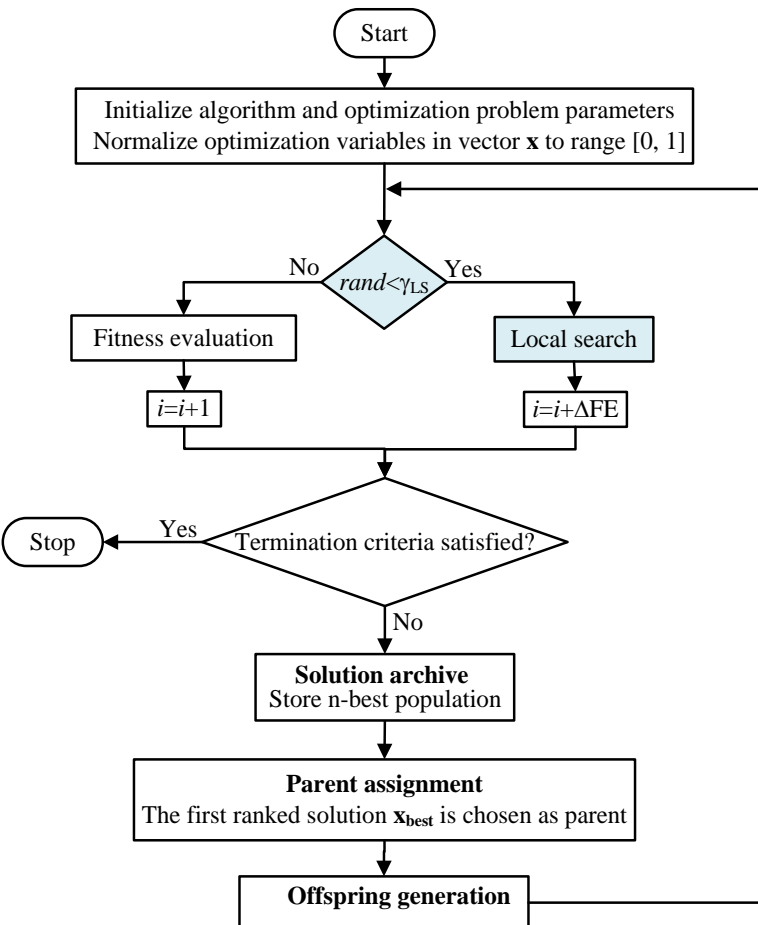 Start
Initialize algorithm and optimization problem parameters
Normalize optimization variables in vector x to range [0, 1]
rand<γLS
No
Yes
Fitness evaluation
Local search
i=i+1
i=i+ΔFE
Termination criteria satisfied?
Yes
Stop
No
Solution archive
Store n-best population
Parent assignment
The first ranked solution xbest is chosen as parent
Offspring generation